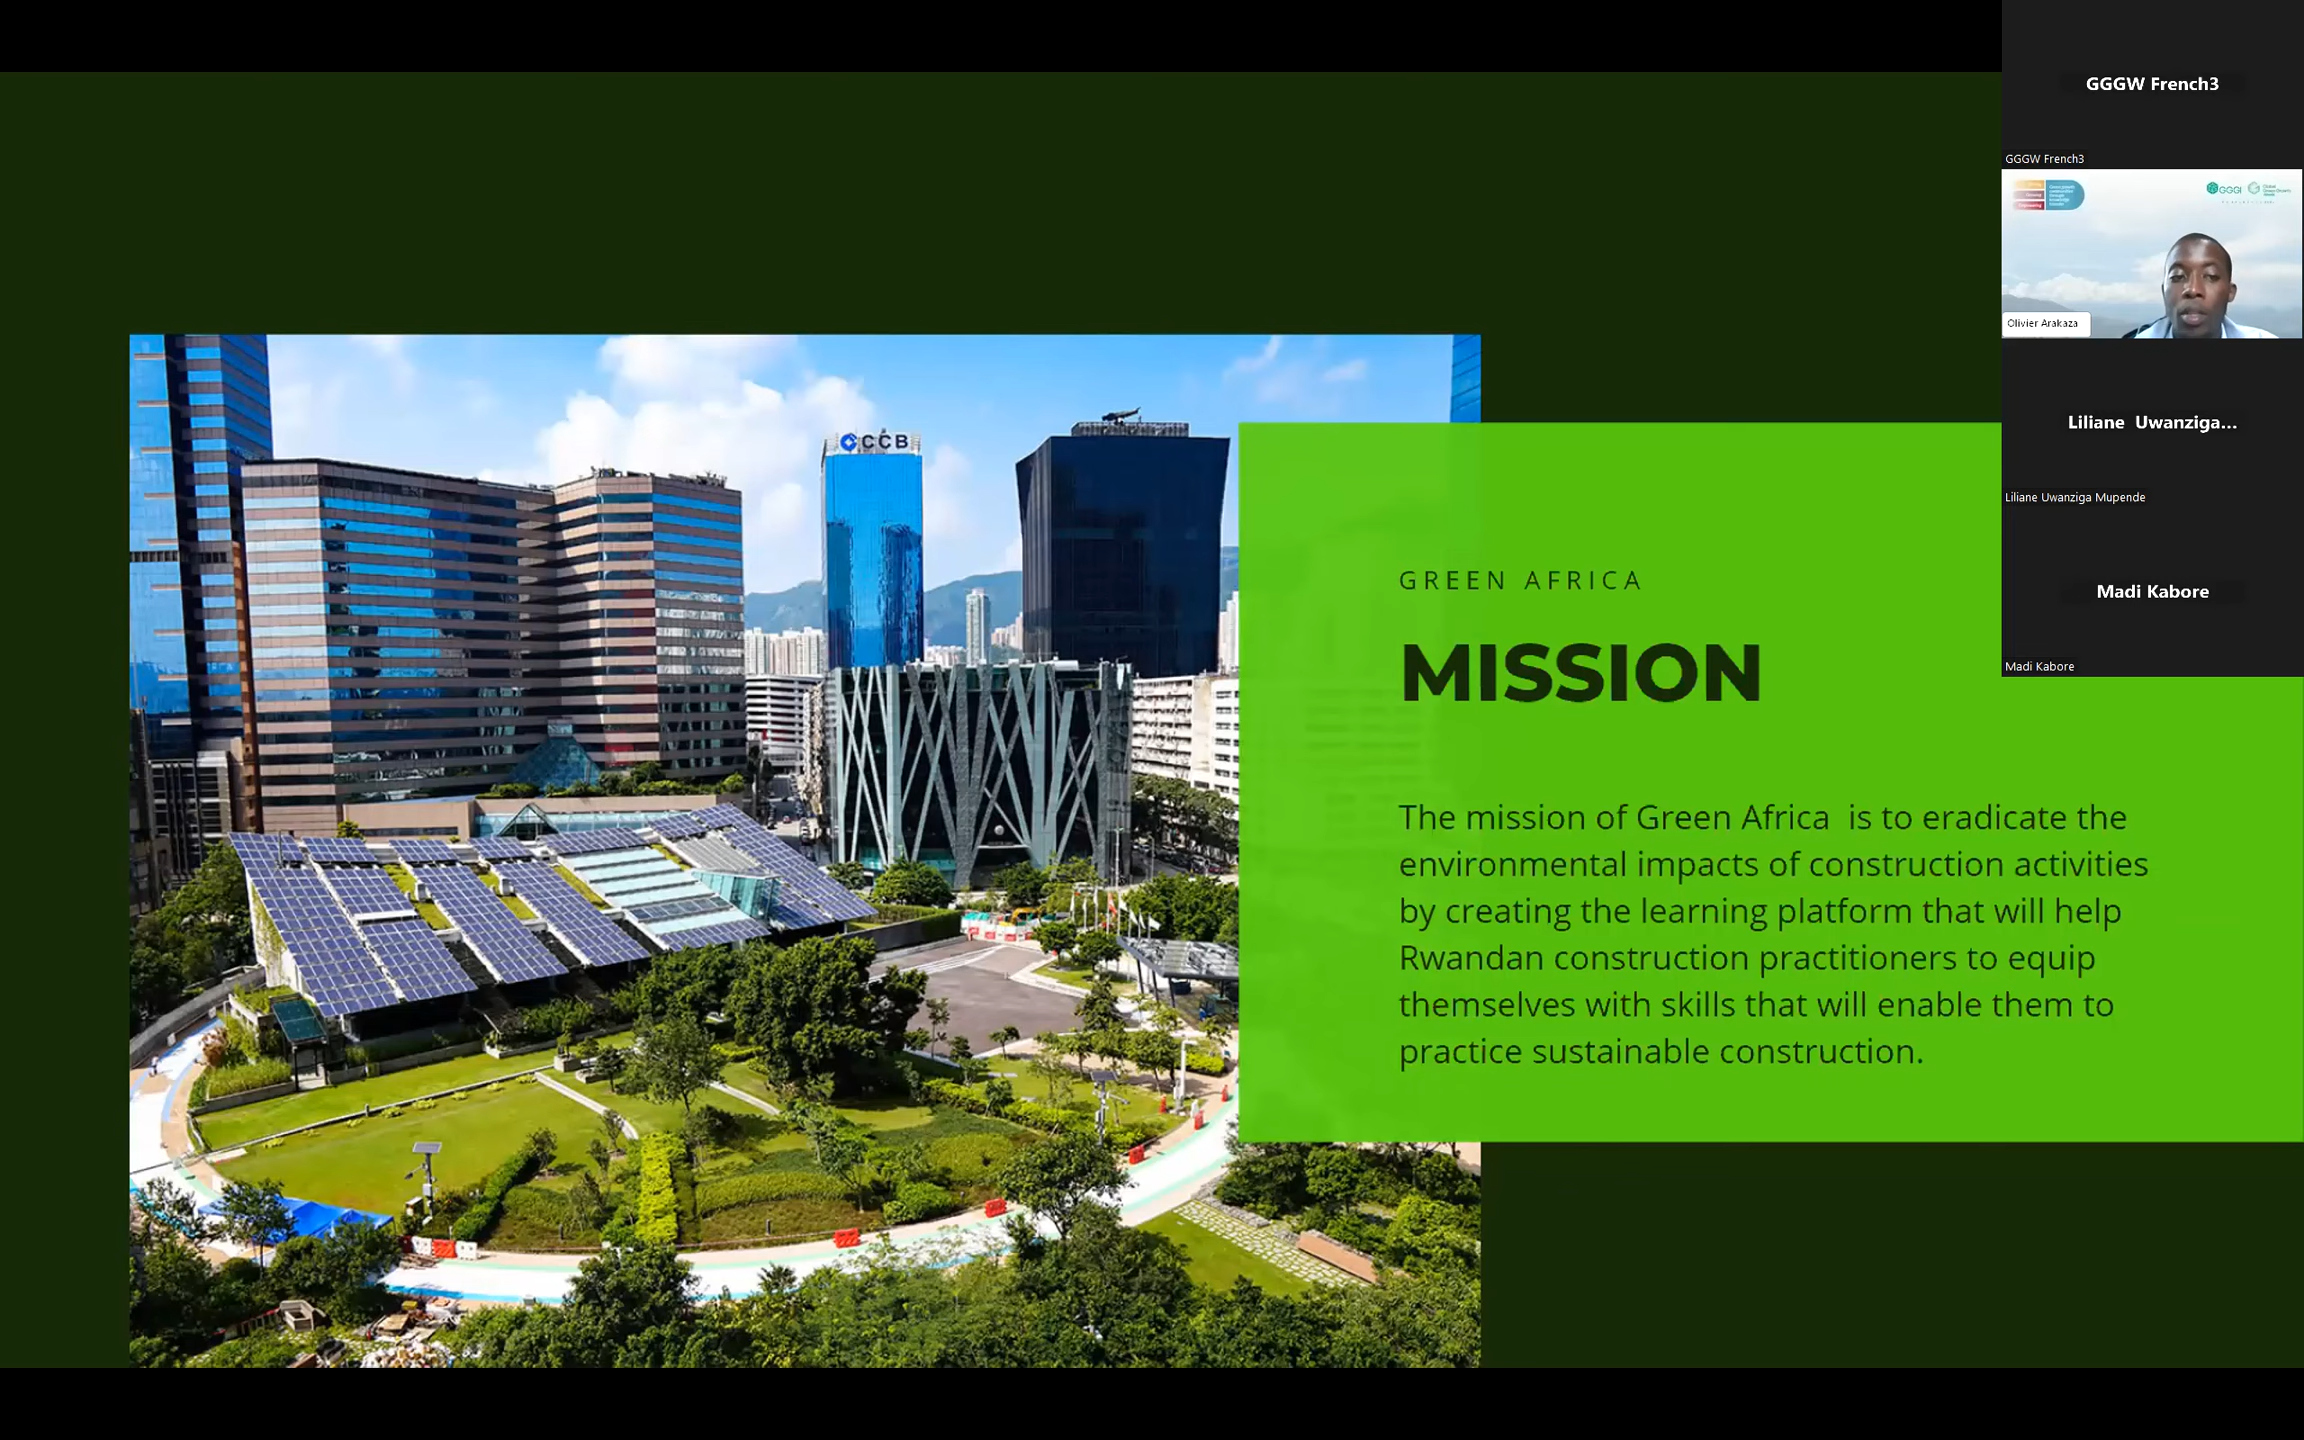 GGGW French3
GGGW French3
GGGI
Olivier Arakaza
Liliane Uwanziga...
Liliane Uwanziga Mupende
Madi Kabore
Madi Kabore
CCB
GREEN AFRICA
MISSION
The mission of Green Africa is to eradicate the
environmental impacts of construction activities
by creating the learning platform that will help
Rwandan construction practitioners to equip
themselves with skills that will enable them to
practice sustainable construction.